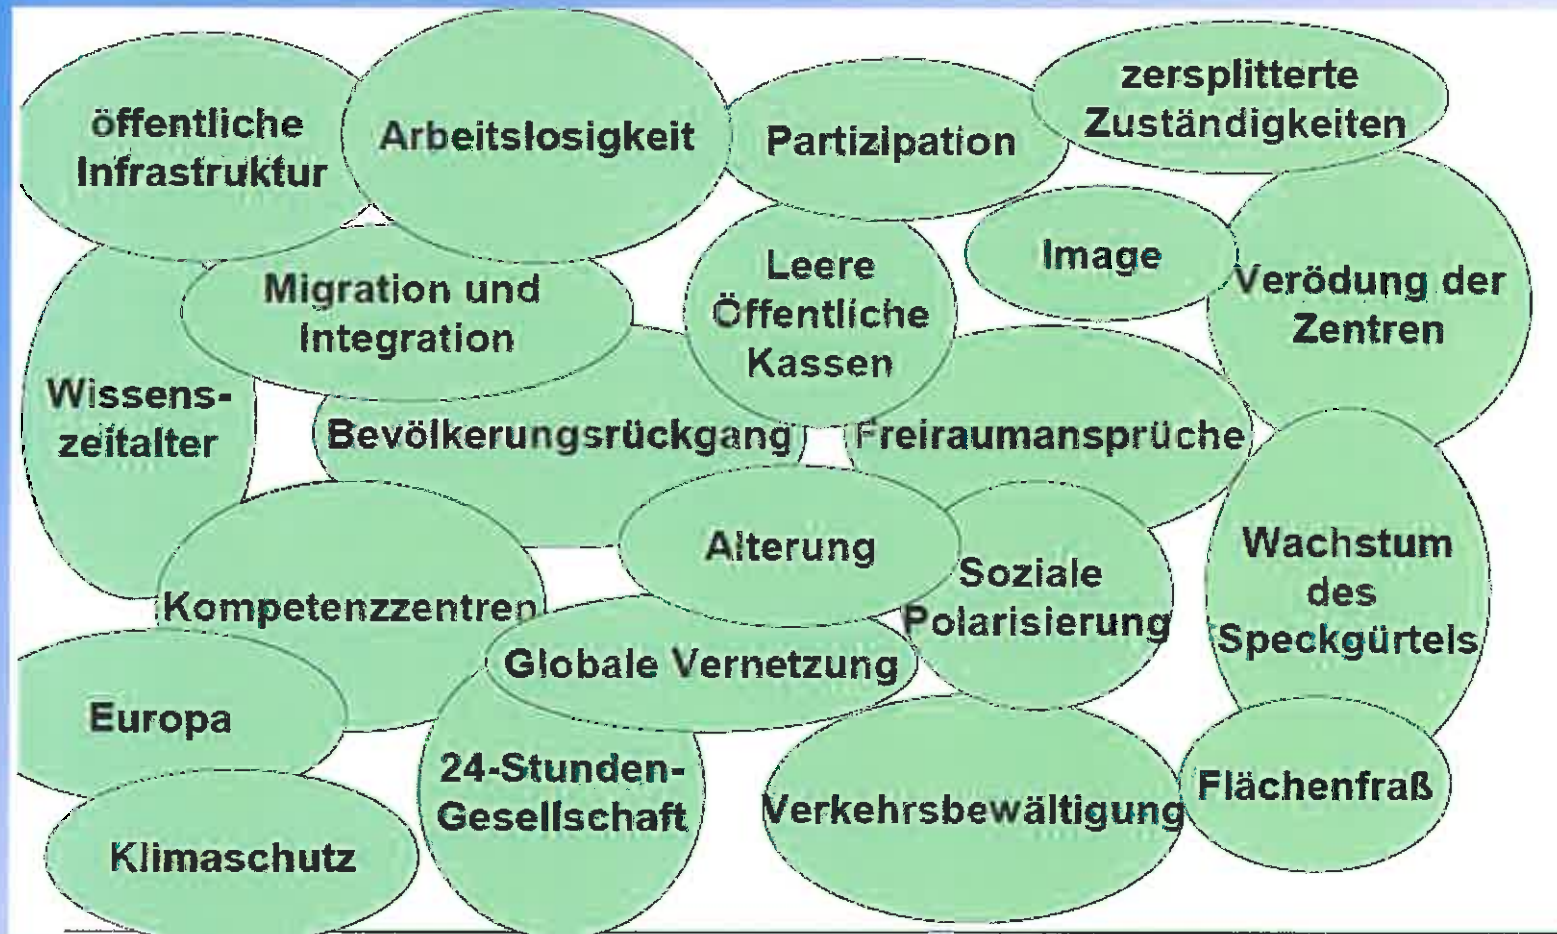 öffentliche
Infrastruktur
Arbeitslosigkeit
Partizipation
zersplitterte
Zuständigkeiten
Migration und
Integration
Leere
Öffentliche
Kassen
Image
Verödung der
Zentren
Wissens-
zeitalter
Bevölkerungsrückgang
Freiraumansprüche
Alterung
Soziale
Polarisierung
Wachstum
des
Speckgürtels
Kompetenzzentren
Globale Vernetzung
Europa
24-Stunden-
Gesellschaft
Verkehrsbewältigung
Flächenfraß
Klimaschutz